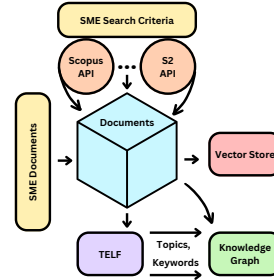 SME Search Criteria
Scopus
API
S2
API
Documents
SME Documents
Vector Store
TELF
Topics,
Keywords
Knowledge
Graph